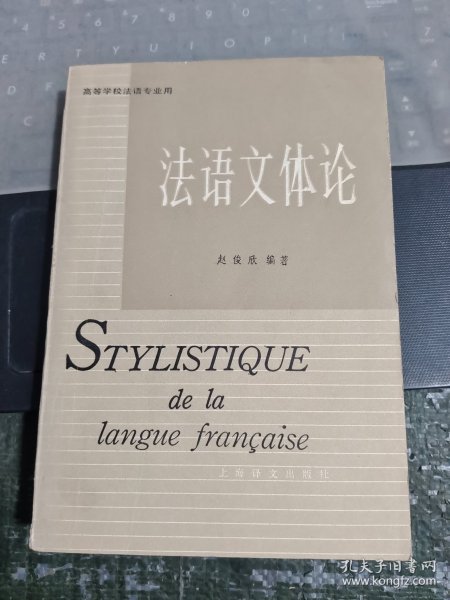 高等学校法语专业用
法语文体论
赵俊欣 编著
STYLISTIQUE
de la
langue française
上海译文出版社
孔夫子旧书网
www.kongfz.com